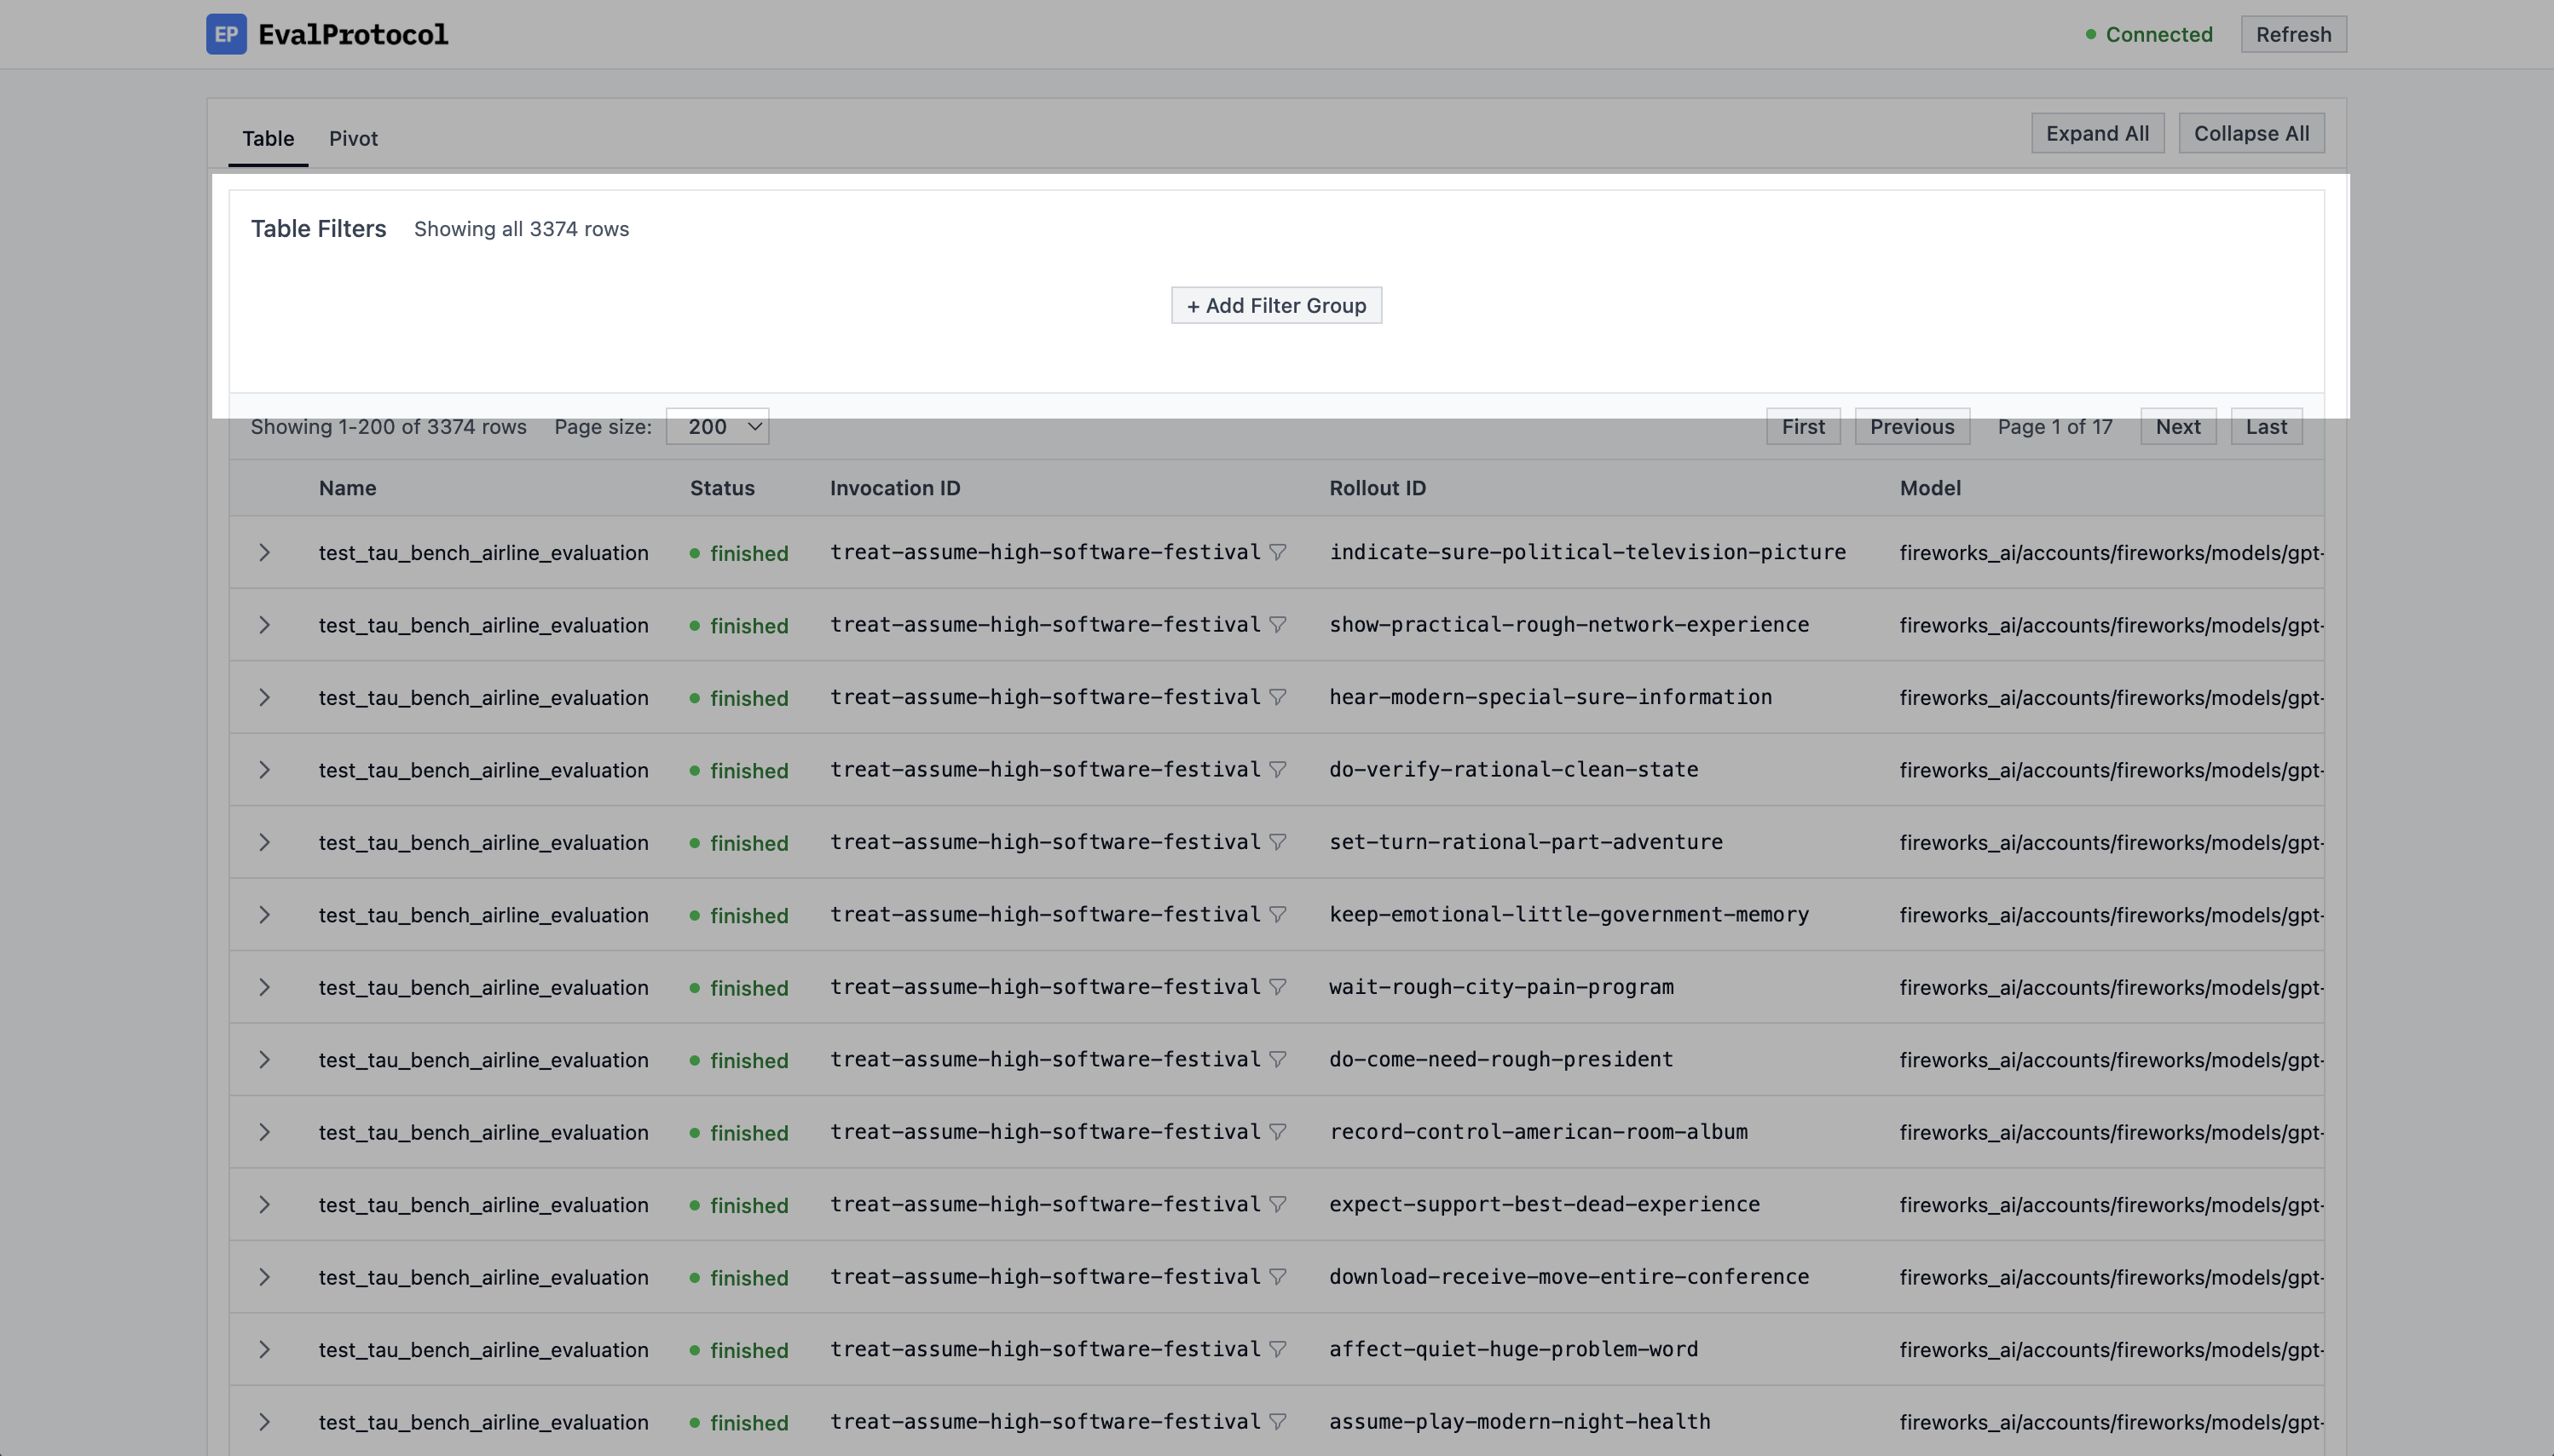 EP EvalProtocol
Connected Refresh
Table Pivot Expand All Collapse All
Table Filters Showing all 3374 rows
+ Add Filter Group
Showing 1-200 of 3374 rows Page size: 200 First Previous Page 1 of 17 Next Last
Name Status Invocation ID Rollout ID Model
test_tau_bench_airline_evaluation finished treat-assume-high-software-festival indicate-sure-political-television-picture fireworks_ai/accounts/fireworks/models/gpt-
test_tau_bench_airline_evaluation finished treat-assume-high-software-festival show-practical-rough-network-experience fireworks_ai/accounts/fireworks/models/gpt-
test_tau_bench_airline_evaluation finished treat-assume-high-software-festival hear-modern-special-sure-information fireworks_ai/accounts/fireworks/models/gpt-
test_tau_bench_airline_evaluation finished treat-assume-high-software-festival do-verify-rational-clean-state fireworks_ai/accounts/fireworks/models/gpt-
test_tau_bench_airline_evaluation finished treat-assume-high-software-festival set-turn-rational-part-adventure fireworks_ai/accounts/fireworks/models/gpt-
test_tau_bench_airline_evaluation finished treat-assume-high-software-festival keep-emotional-little-government-memory fireworks_ai/accounts/fireworks/models/gpt-
test_tau_bench_airline_evaluation finished treat-assume-high-software-festival wait-rough-city-pain-program fireworks_ai/accounts/fireworks/models/gpt-
test_tau_bench_airline_evaluation finished treat-assume-high-software-festival do-come-need-rough-president fireworks_ai/accounts/fireworks/models/gpt-
test_tau_bench_airline_evaluation finished treat-assume-high-software-festival record-control-american-room-album fireworks_ai/accounts/fireworks/models/gpt-
test_tau_bench_airline_evaluation finished treat-assume-high-software-festival expect-support-best-dead-experience fireworks_ai/accounts/fireworks/models/gpt-
test_tau_bench_airline_evaluation finished treat-assume-high-software-festival download-receive-move-entire-conference fireworks_ai/accounts/fireworks/models/gpt-
test_tau_bench_airline_evaluation finished treat-assume-high-software-festival affect-quiet-huge-problem-word fireworks_ai/accounts/fireworks/models/gpt-
test_tau_bench_airline_evaluation finished treat-assume-high-software-festival assume-play-modern-night-health fireworks_ai/accounts/fireworks/models/gpt-